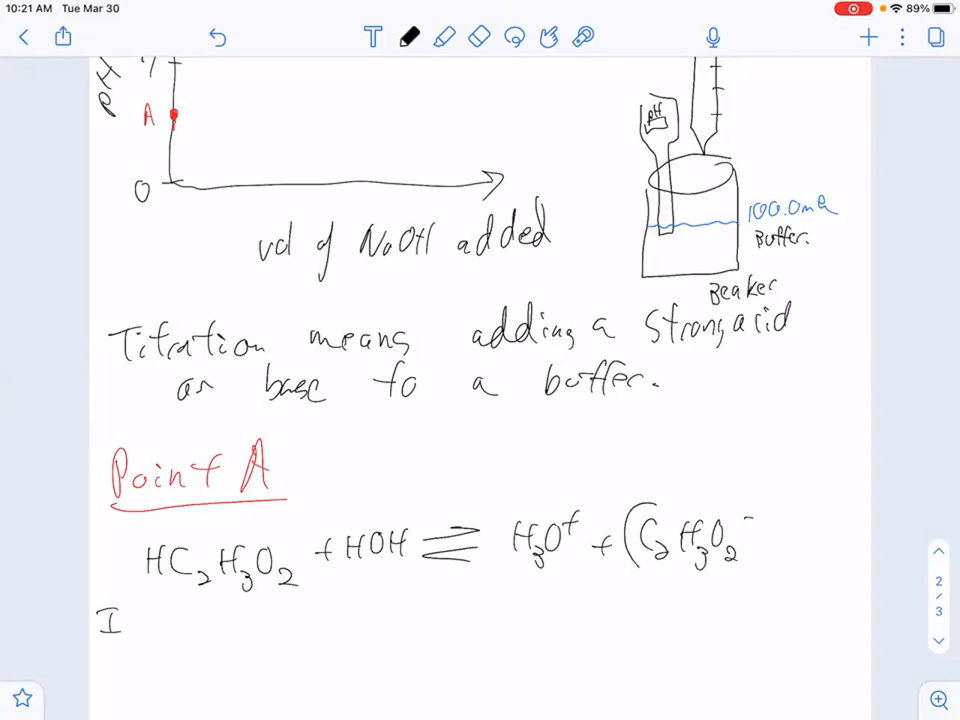 10:21 AM Tue Mar 30
89%
T
pH
7
A
0
pH
100.0mL
Buffer.
Beaker
vol of NaOH added
Titration means adding a strong acid
or base to a buffer.
Point A
HC₂H₃O₂ + HOH ⇌ H₃O⁺ + (C₂H₃O₂⁻
I
2
/
3